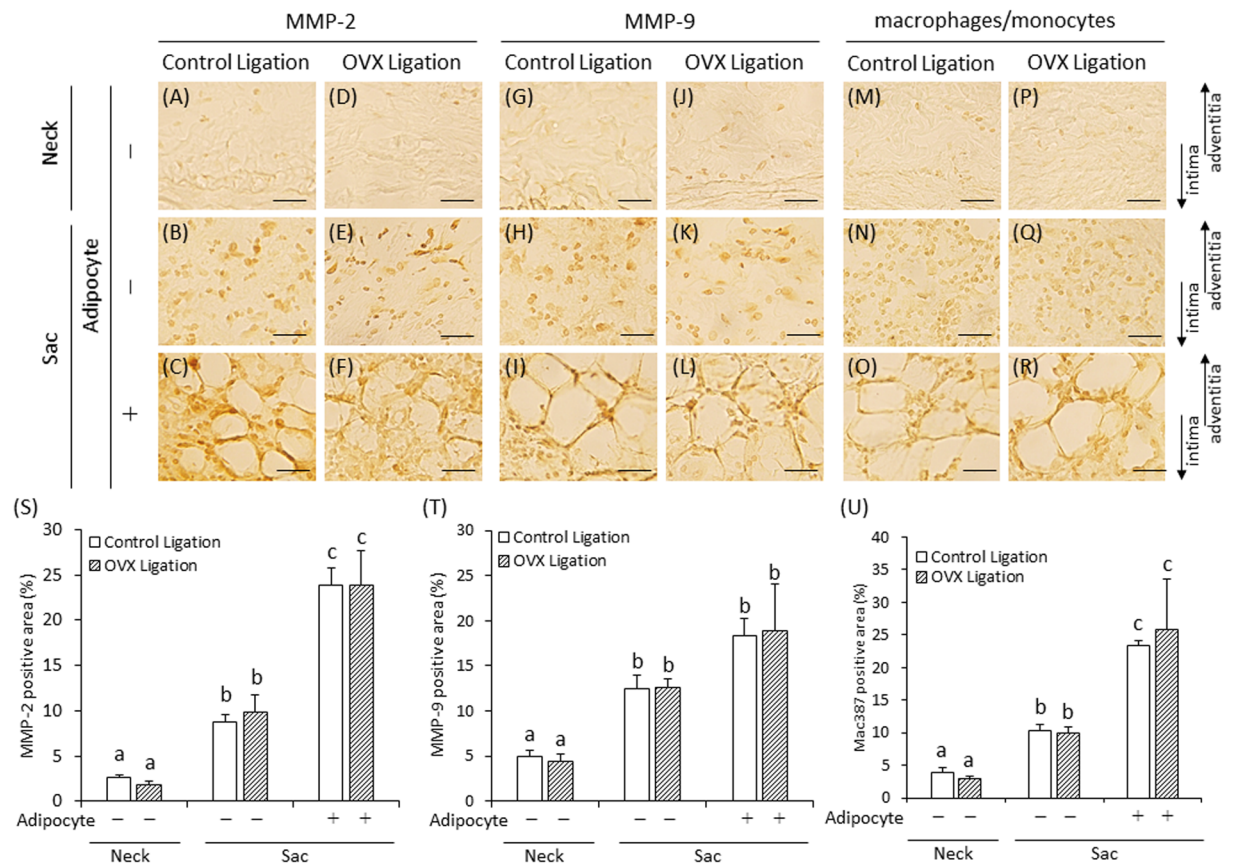 MMP-2 MMP-9 macrophages/monocytes
Control Ligation OVX Ligation Control Ligation OVX Ligation Control Ligation OVX Ligation
Neck Adipocyte − (A) (D) (G) (J) (M) (P) intima adventitia
Sac − (B) (E) (H) (K) (N) (Q) intima adventitia
+ (C) (F) (I) (L) (O) (R) intima adventitia
(S)
MMP-2 positive area (%)
30
25
20
15
10
5
0
Control Ligation
OVX Ligation
a a b b c c
Adipocyte − − − − + +
Neck Sac
(T)
MMP-9 positive area (%)
30
25
20
15
10
5
0
Control Ligation
OVX Ligation
a a b b b b
Adipocyte − − − − + +
Neck Sac
(U)
Mac387 positive area (%)
40
35
30
25
20
15
10
5
0
Control Ligation
OVX Ligation
a a b b c c
Adipocyte − − − − + +
Neck Sac